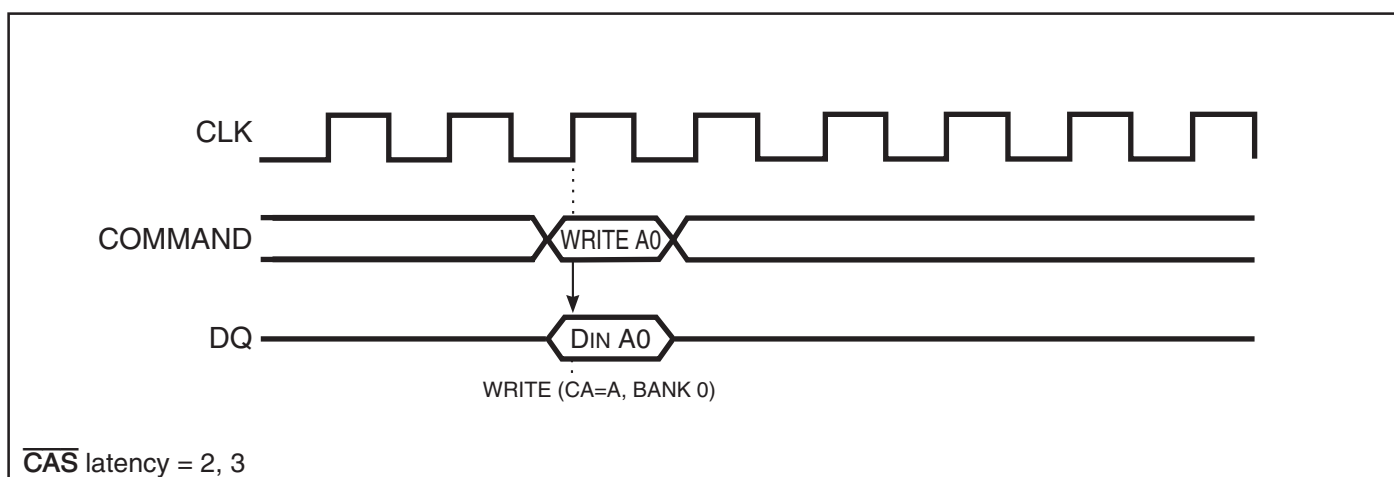 CLK
COMMAND
WRITE A0
DQ
DIN A0
WRITE (CA=A, BANK 0)
CAS latency = 2, 3